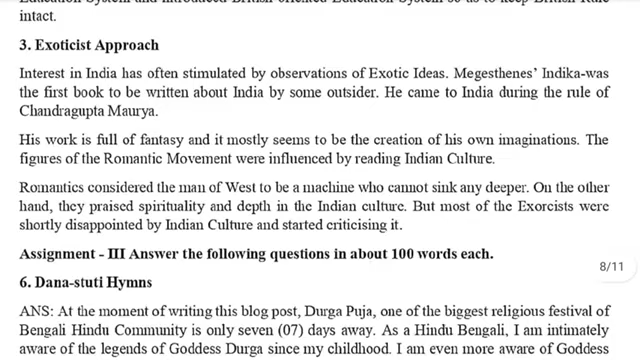 intact.
3. Exoticist Approach
Interest in India has often stimulated by observations of Exotic Ideas. Megesthenes’ Indika-was
the first book to be written about India by some outsider. He came to India during the rule of
Chandragupta Maurya.
His work is full of fantasy and it mostly seems to be the creation of his own imaginations. The
figures of the Romantic Movement were influenced by reading Indian Culture.
Romantics considered the man of West to be a machine who cannot sink any deeper. On the other
hand, they praised spirituality and depth in the Indian culture. But most of the Exorcists were
shortly disappointed by Indian Culture and started criticising it.
Assignment - III Answer the following questions in about 100 words each.
8/11
6. Dana-stuti Hymns
ANS: At the moment of writing this blog post, Durga Puja, one of the biggest religious festival of
Bengali Hindu Community is only seven (07) days away. As a Hindu Bengali, I am intimately
aware of the legends of Goddess Durga since my childhood. I am even more aware of Goddess